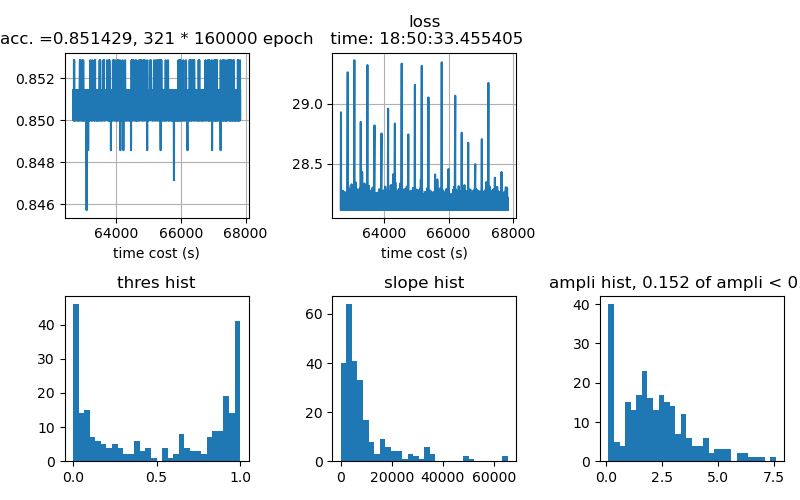 acc. =0.851429, 321 * 160000 epoch
loss
time: 18:50:33.455405
0.852
0.850
0.848
0.846
64000 66000 68000
time cost (s)
29.0
28.5
64000 66000 68000
time cost (s)
thres hist
40
30
20
10
0
0.0 0.5 1.0
slope hist
60
40
20
0
0 20000 40000 60000
ampli hist, 0.152 of ampli < 0.
40
30
20
10
0
0.0 2.5 5.0 7.5